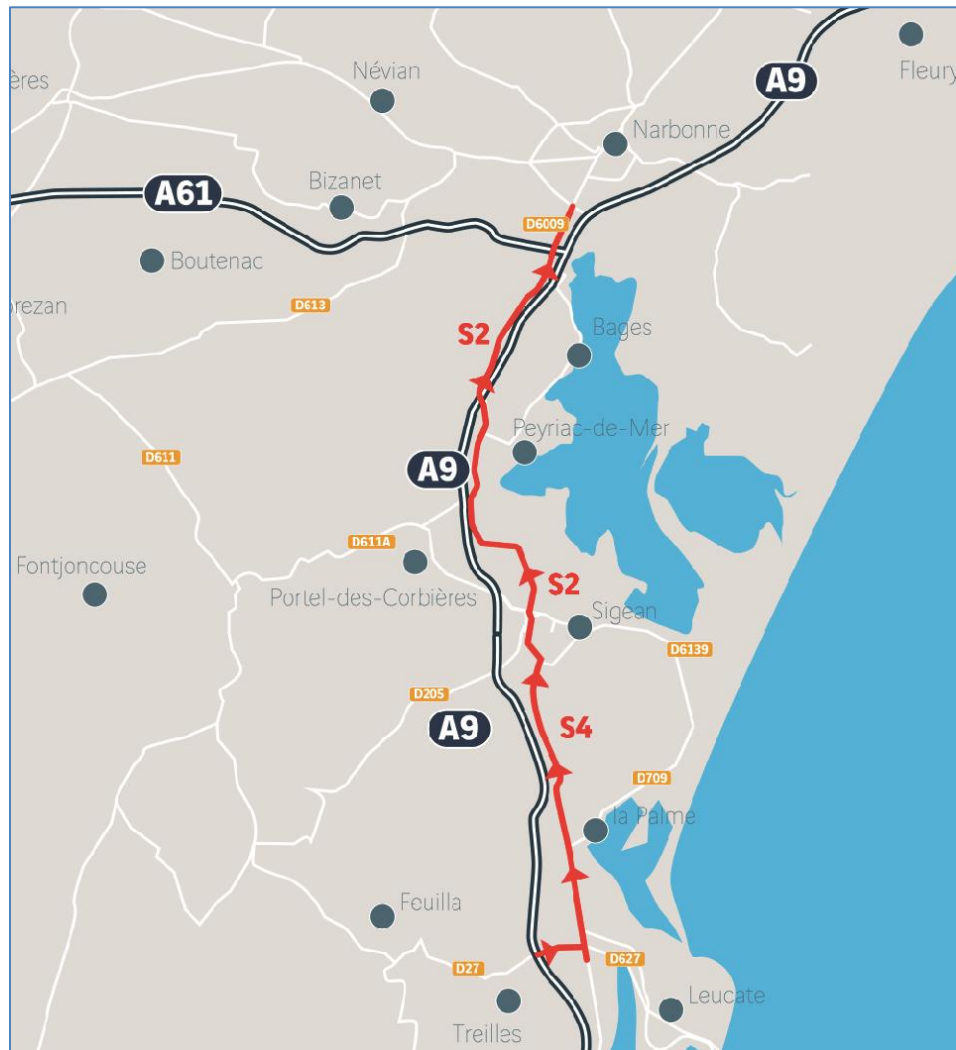 Fleury
Névian
A9
ères
Narbonne
Bizanet
A61
D6009
Boutenac
orezan
D613
S2
Bages
Peyriac-de-Mer
D611
A9
D611A
Fontjoncouse
Portel-des-Corbières
S2
Sigean
D6139
D205
A9
S4
D709
la Palme
Feuilla
D27
D627
Leucate
Treilles